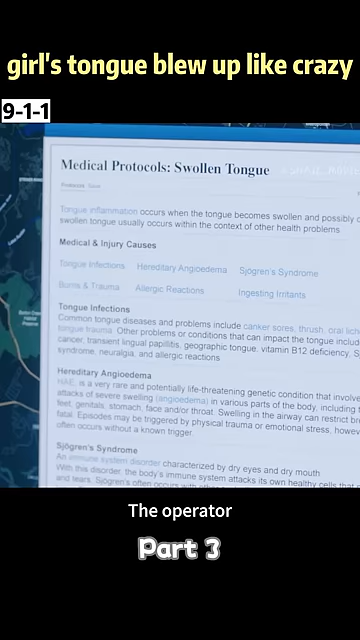 girl's tongue blew up like crazy
9-1-1
Medical Protocols: Swollen Tongue
Tongue inflammation occurs when the tongue becomes swollen and possibly
swollen tongue usually occurs within the context of other health problems
Medical & Injury Causes
Tongue Infections Hereditary Angioedema Sjögren's Syndrome
Burns & Trauma Allergic Reactions Ingesting Irritants
Tongue Infections
Common tongue diseases and problems include canker sores, thrush, oral
tongue trauma. Other problems or conditions that can impact the tongue
cancer, transient lingual papillitis, geographic tongue, vitamin B12 deficiency,
syndrome, neuralgia, and allergic reactions
Hereditary Angioedema
HAE, is a very rare and potentially life-threatening genetic condition that
attacks of severe swelling (angioedema) in various parts of the body, including
feet, genitals, stomach, face and/or throat. Swelling in the airway can restrict
fatal. Episodes may be triggered by physical trauma or emotional stress,
often occurs without a known trigger.
Sjögren's Syndrome
An immune system disorder characterized by dry eyes and dry mouth
With this disorder, the body's immune system attacks its own healthy cells that
and tears. Sjögren's often occurs with other
The operator
Part 3